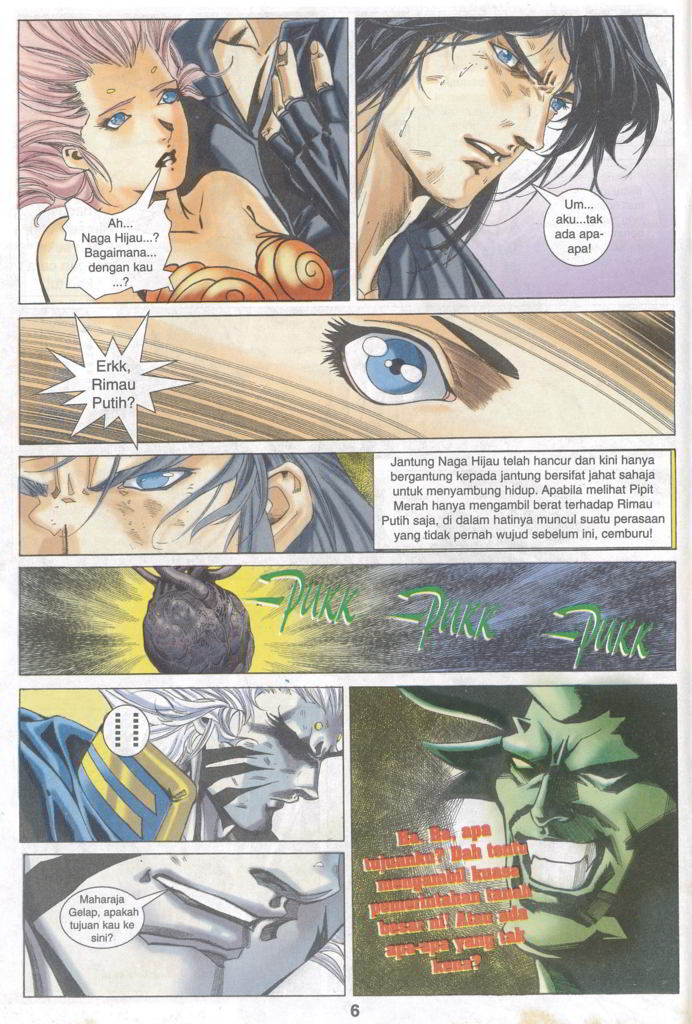 Ah...
Naga Hijau...?
Bagaimana...
dengan kau
...?
Um...
aku...tak
ada apa-
apa!
Erkk,
Rimau
Putih?
Jantung Naga Hijau telah hancur dan kini hanya
bergantung kepada jantung bersifat jahat sahaja
untuk menyambung hidup. Apabila melihat Pipit
Merah hanya mengambil berat terhadap Rimau
Putih saja, di dalam hatinya muncul suatu perasaan
yang tidak pernah wujud sebelum ini, cemburu!
PUKK PUKK PUKK
!!
Maharaja
Gelap, apakah
tujuan kau ke
sini?
Ha, Ha, apa
tujuanku? Dah tentu
mengambil kuasa
pemerintahan tanah
besar ni! Atau ada
apa-apa yang tak
kena?
6